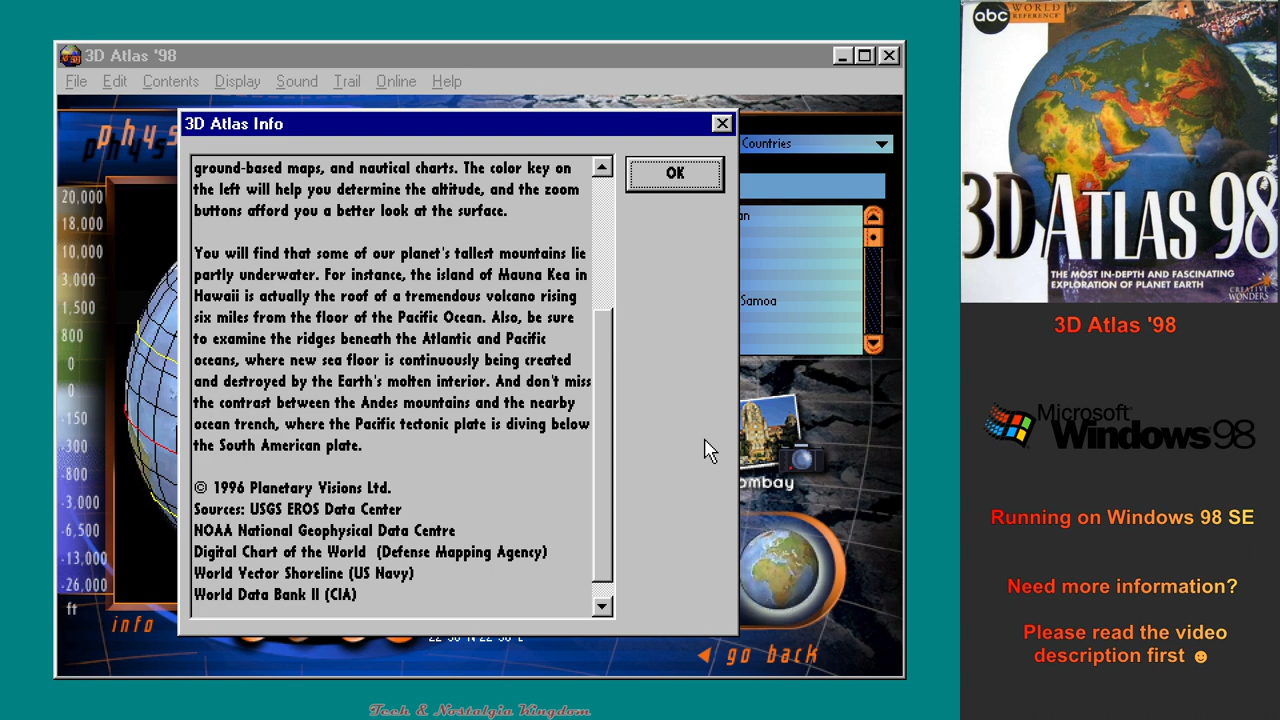 3D Atlas '98
File Edit Contents Display Sound Trail Online Help
phys
3D Atlas Info
ground-based maps, and nautical charts. The color key on
the left will help you determine the altitude, and the zoom
buttons afford you a better look at the surface.
You will find that some of our planet's tallest mountains lie
partly underwater. For instance, the island of Mauna Kea in
Hawaii is actually the roof of a tremendous volcano rising
six miles from the floor of the Pacific Ocean. Also, be sure
to examine the ridges beneath the Atlantic and Pacific
oceans, where new sea floor is continuously being created
and destroyed by the Earth's molten interior. And don't miss
the contrast between the Andes mountains and the nearby
ocean trench, where the Pacific tectonic plate is diving below
the South American plate.
© 1996 Planetary Visions Ltd.
Sources: USGS EROS Data Center
NOAA National Geophysical Data Centre
Digital Chart of the World (Defense Mapping Agency)
World Vector Shoreline (US Navy)
World Data Bank II (CIA)
OK
20,000
18,000
10,000
3,000
1,500
800
0
0
-150
-300
-800
-3,000
-6,500
-13,000
-26,000
ft
info
Countries
an
Samoa
ombay
go back
Tech & Nostalgia Kingdom
abc WORLD
REFERENCE
3D ATLAS 98
THE MOST IN-DEPTH AND FASCINATING
EXPLORATION OF PLANET EARTH
CREATIVE
WONDERS
3D Atlas '98
Microsoft
Windows 98
Running on Windows 98 SE
Need more information?
Please read the video
description first ☻